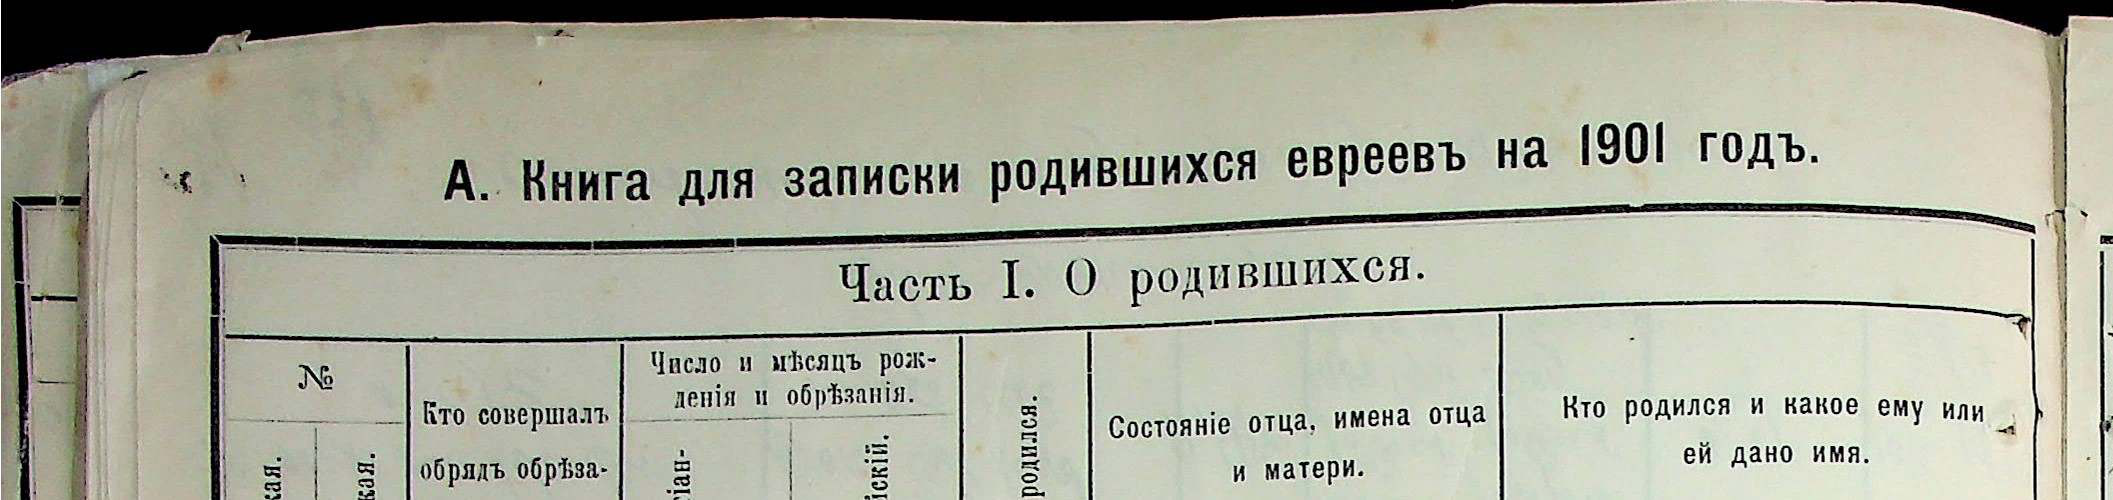 А. Книга для записки родившихся евреевъ на 1901 годъ.
Часть I. О родившихся.
№
Кто совершалъ
обрядъ обрѣза-
Число и мѣсяцъ рож-
денія и обрѣзанія.
родился.
Состояніе отца, имена отца
и матери.
Кто родился и какое ему или
ей дано имя.